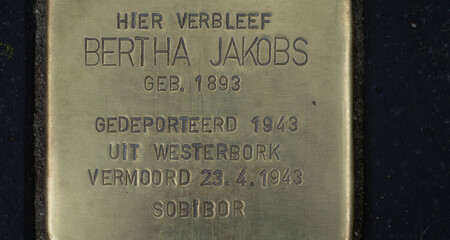 HIER VERBLEEF
BERTHA JAKOBS
GEB. 1893
GEDEPORTEERD 1943
UIT WESTERBORK
VERMOORD 23.4.1943
SOBIBOR